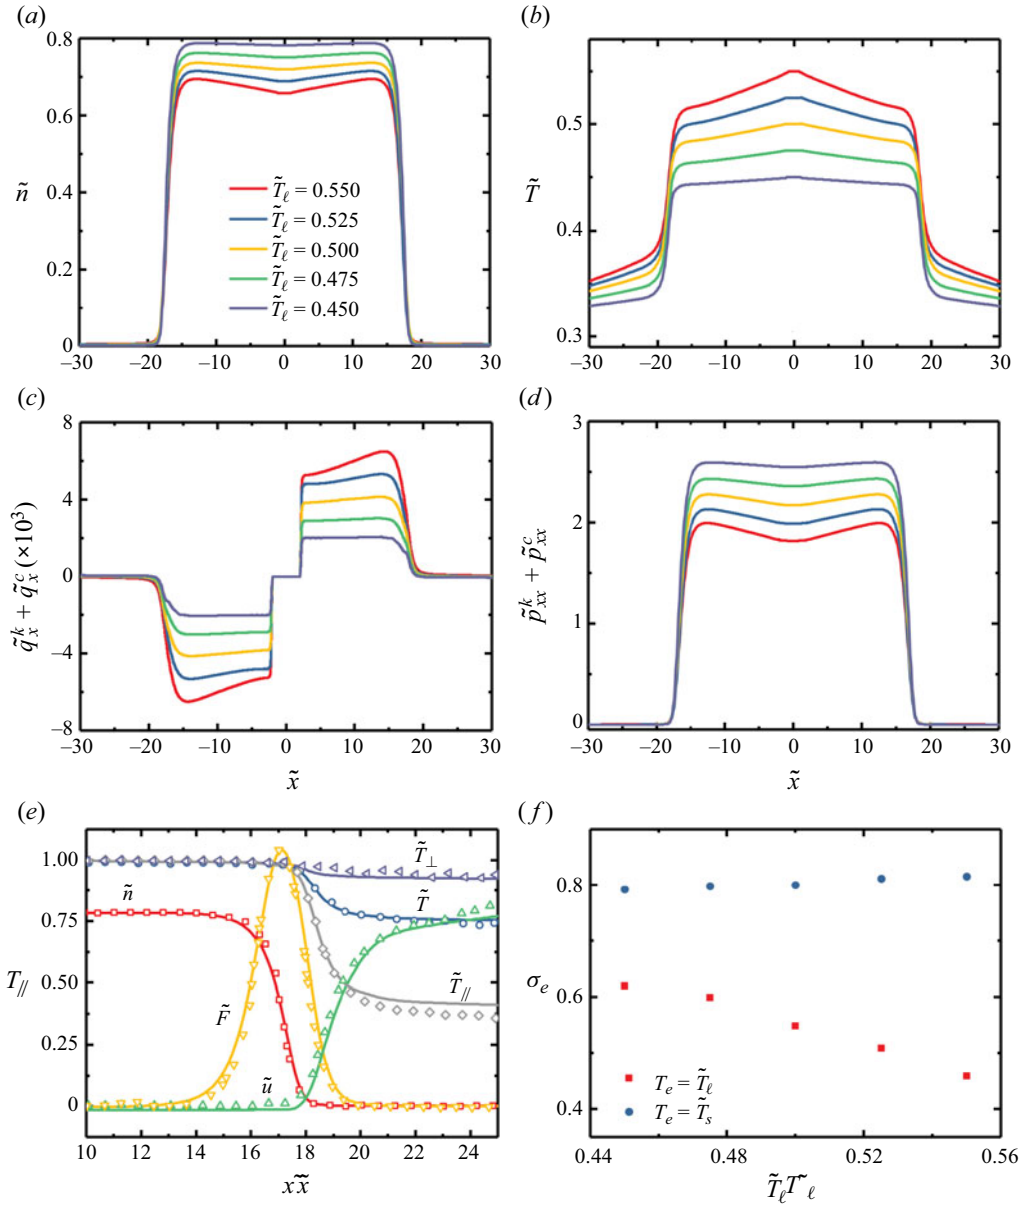 (a)
0.8
0.6
0.4
0.2
0
ñ
T̃ℓ = 0.550
T̃ℓ = 0.525
T̃ℓ = 0.500
T̃ℓ = 0.475
T̃ℓ = 0.450
–30 –20 –10 0 10 20 30
(b)
0.5
0.4
0.3
T̃
–30 –20 –10 0 10 20 30
(c)
8
4
0
–4
–8
q̃ₓᵏ + q̃ₓᶜ (×10³)
–30 –20 –10 0 10 20 30
x̃
(d)
3
2
1
0
p̃ₓₓᵏ + p̃ₓₓᶜ
–30 –20 –10 0 10 20 30
x̃
(e)
1.00
0.75
0.50
0.25
0
T//
ñ
F̃
ũ
T̃⊥
T̃
T̃//
10 12 14 16 18 20 22 24
xx̃̃
(f)
0.8
0.6
0.4
σₑ
Tₑ = T̃ℓ
Tₑ = T̃ₛ
0.44 0.48 0.52 0.56
T̃ℓT˜ℓ